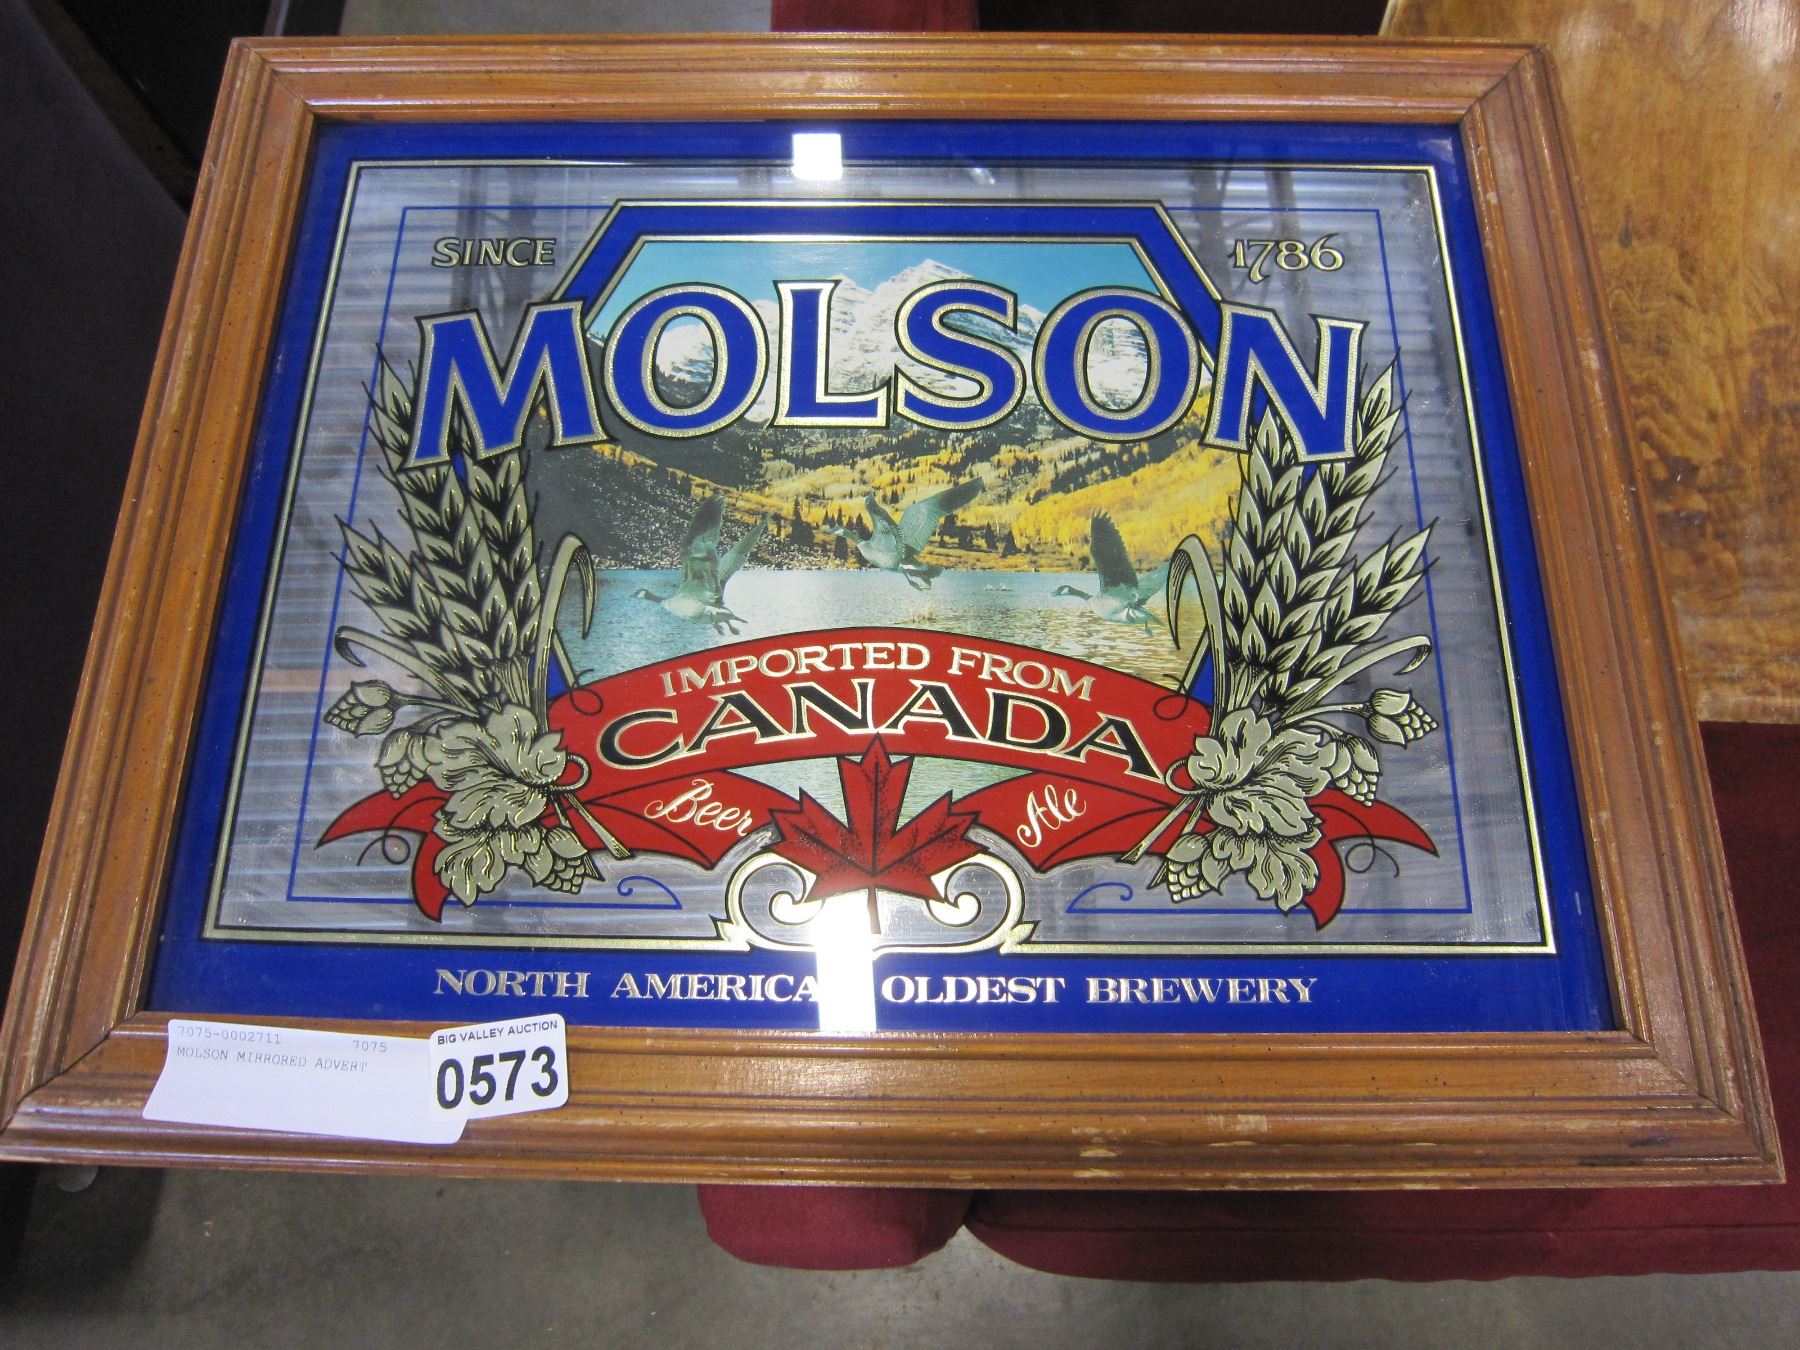 SINCE 1786
MOLSON
IMPORTED FROM
CANADA
Beer Ale
NORTH AMERICA OLDEST BREWERY
7075-0002711 7075
MOLSON MIRRORED ADVERT
BIG VALLEY AUCTION
0573